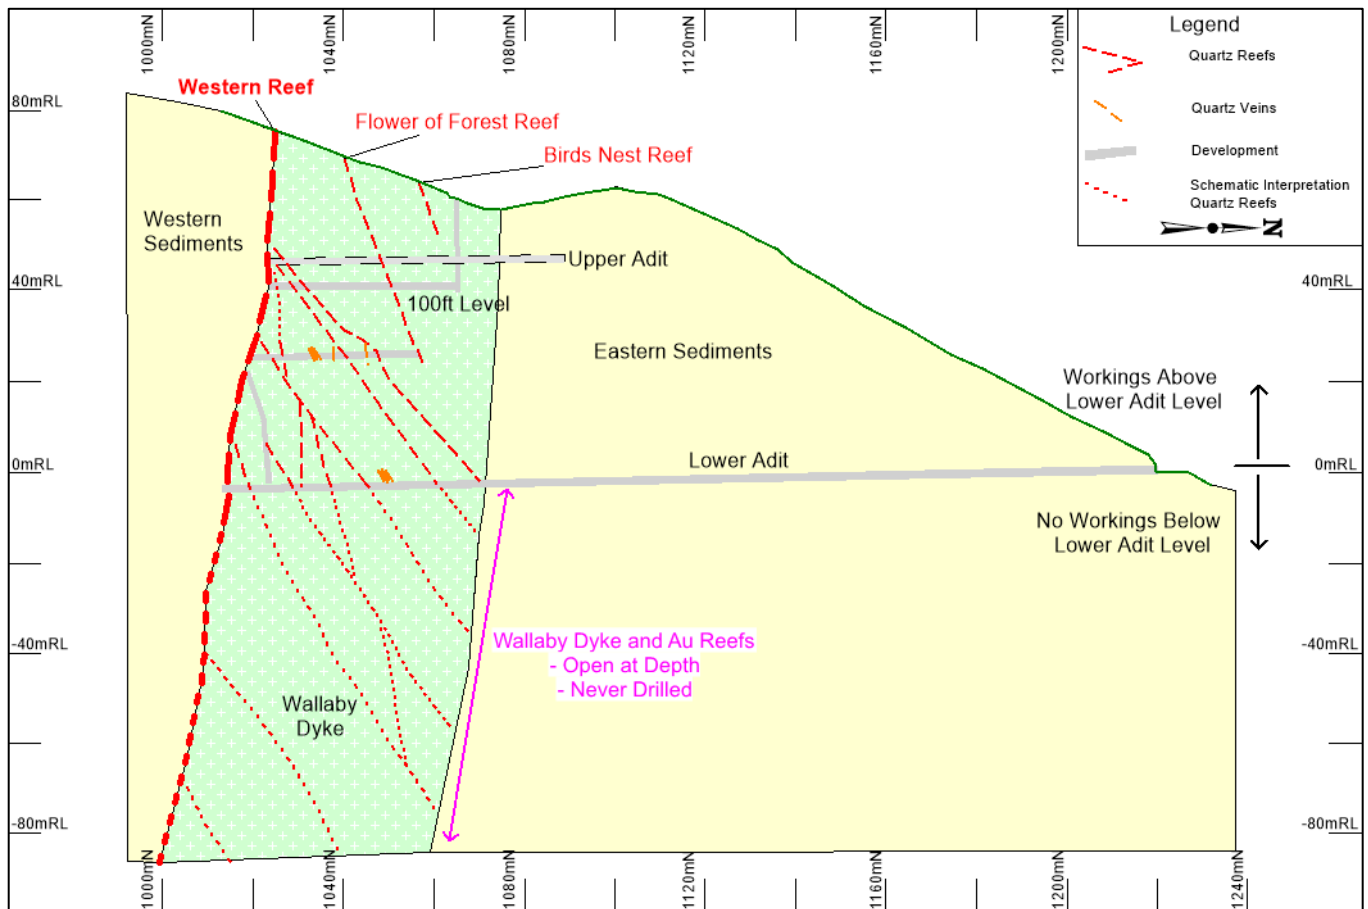 1000mN
1040mN
1080mN
1120mN
1160mN
1200mN
Legend
Quartz Reefs
Quartz Veins
Development
Schematic Interpretation
Quartz Reefs
N
Western Reef
Flower of Forest Reef
Birds Nest Reef
80mRL
Western
Sediments
Upper Adit
40mRL
40mRL
100ft Level
Eastern Sediments
Workings Above
Lower Adit Level
0mRL
Lower Adit
0mRL
No Workings Below
Lower Adit Level
-40mRL
Wallaby Dyke and Au Reefs
- Open at Depth
- Never Drilled
-40mRL
Wallaby
Dyke
-80mRL
-80mRL
1000mN
1040mN
1080mN
1120mN
1160mN
1200mN
1240mN